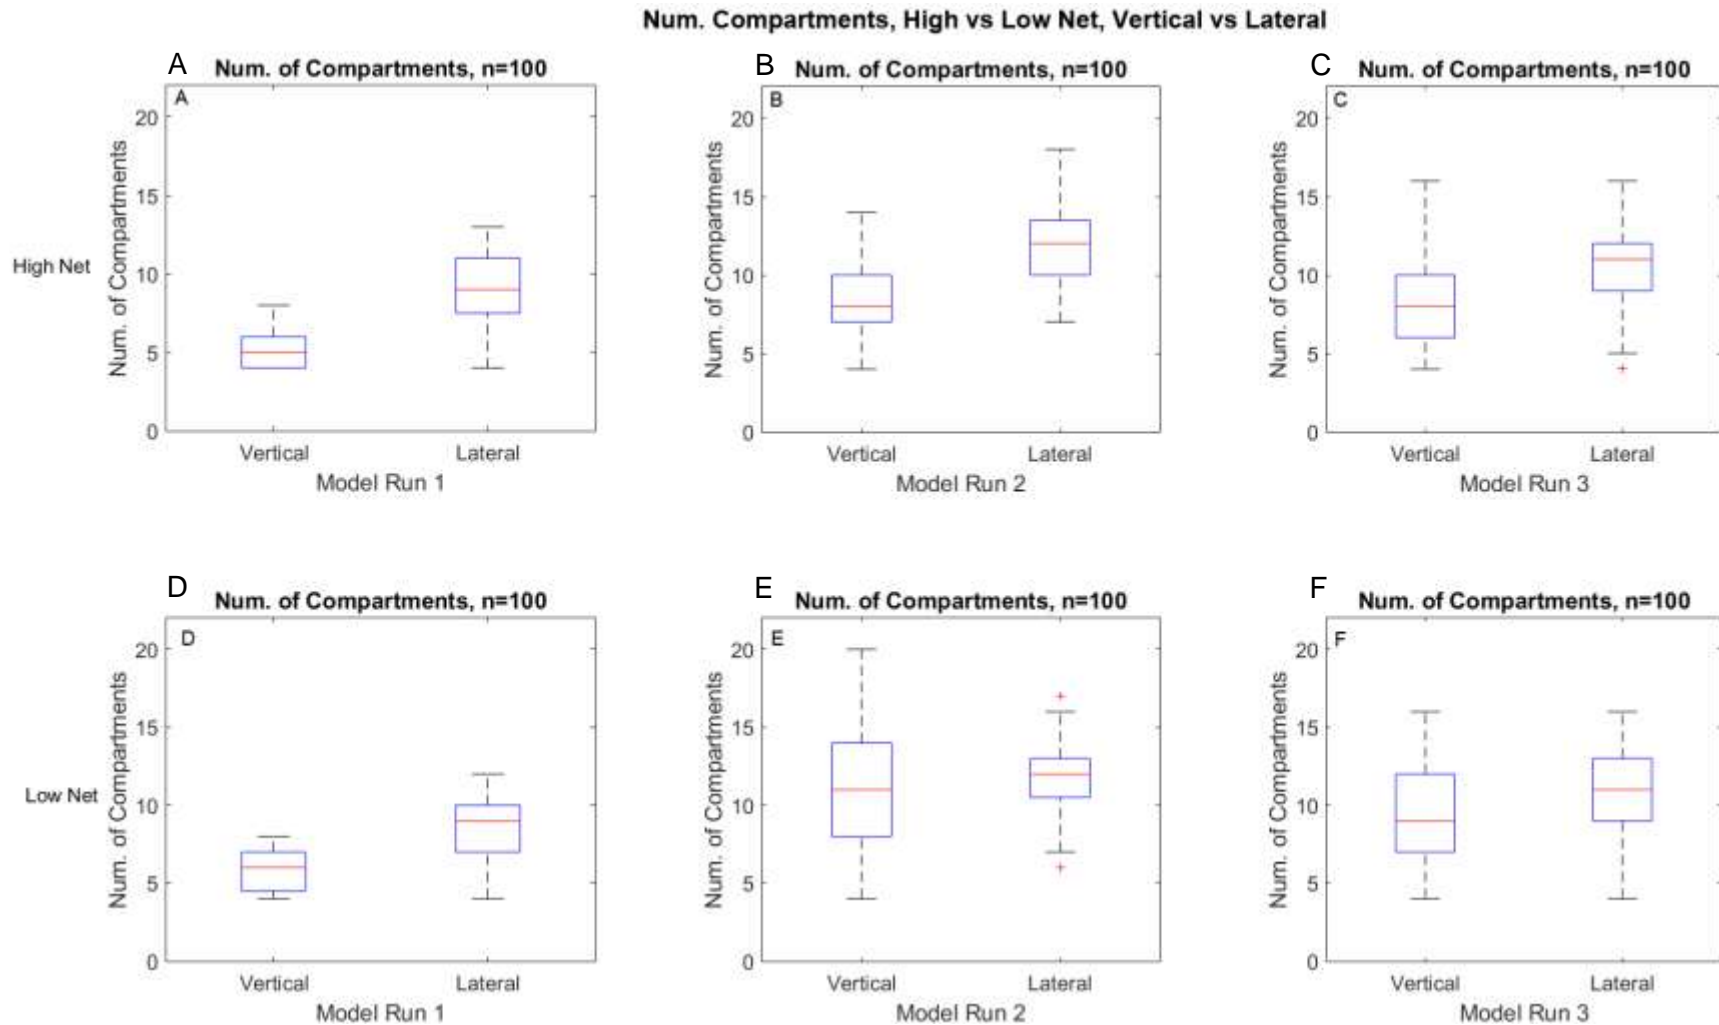 Num. Compartments, High vs Low Net, Vertical vs Lateral
A
Num. of Compartments, n=100
A
20
15
10
5
0
Num. of Compartments
Vertical
Lateral
Model Run 1
B
Num. of Compartments, n=100
B
20
15
10
5
0
Num. of Compartments
Vertical
Lateral
Model Run 2
C
Num. of Compartments, n=100
C
20
15
10
5
0
Num. of Compartments
Vertical
Lateral
Model Run 3
High Net
D
Num. of Compartments, n=100
D
20
15
10
5
0
Num. of Compartments
Vertical
Lateral
Model Run 1
E
Num. of Compartments, n=100
E
20
15
10
5
0
Num. of Compartments
Vertical
Lateral
Model Run 2
F
Num. of Compartments, n=100
F
20
15
10
5
0
Num. of Compartments
Vertical
Lateral
Model Run 3
Low Net